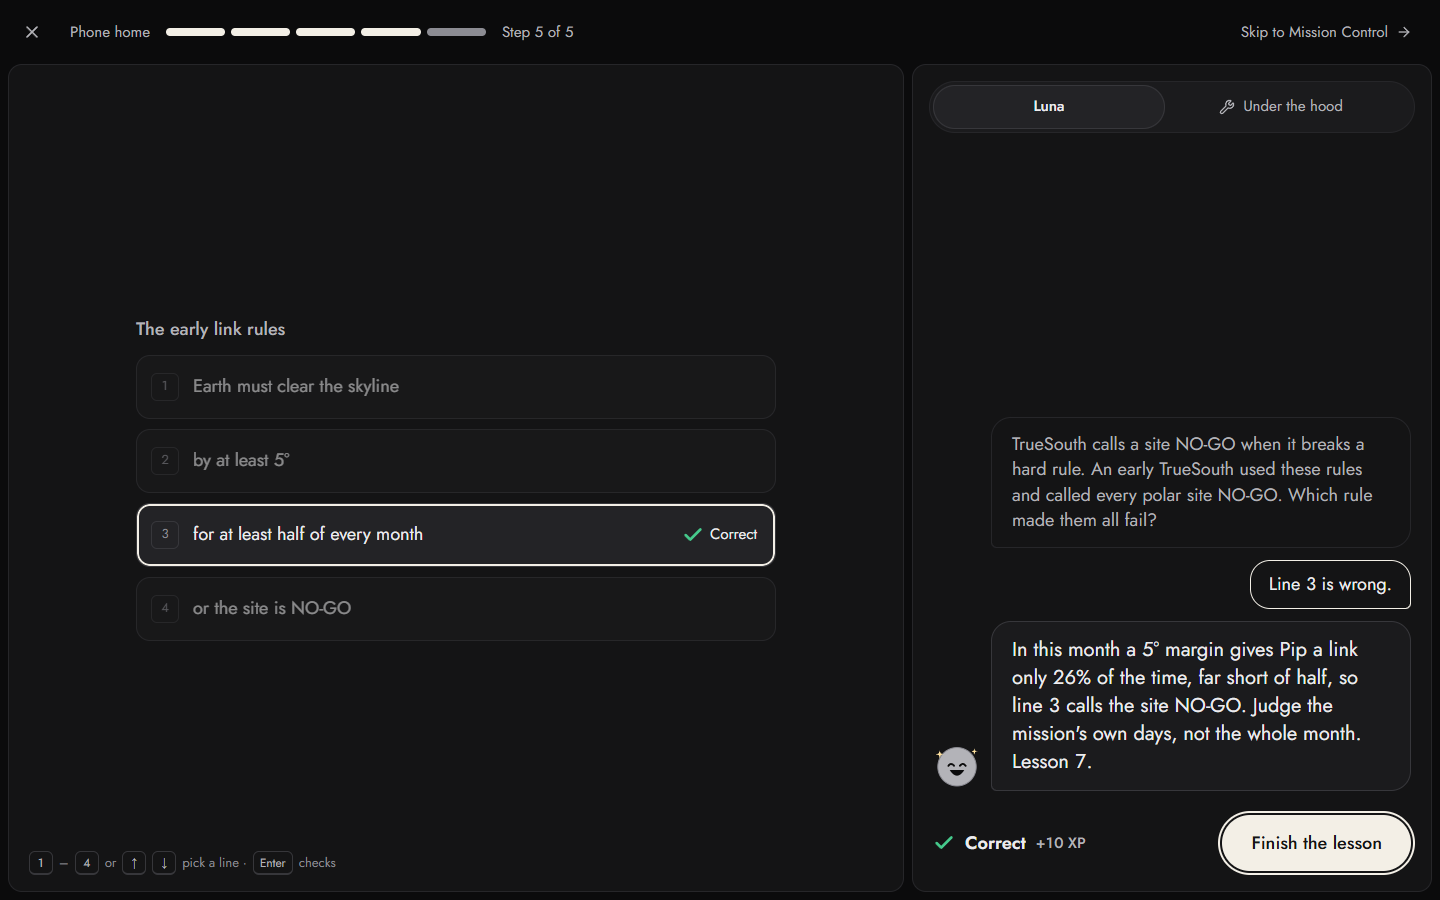 Phone home
Step 5 of 5
Skip to Mission Control →
The early link rules
1 Earth must clear the skyline
2 by at least 5°
3 for at least half of every month Correct
4 or the site is NO-GO
1 – 4 or ↑ ↓ pick a line · Enter checks
Luna
Under the hood
TrueSouth calls a site NO-GO when it breaks a
hard rule. An early TrueSouth used these rules
and called every polar site NO-GO. Which rule
made them all fail?
Line 3 is wrong.
In this month a 5° margin gives Pip a link
only 26% of the time, far short of half, so
line 3 calls the site NO-GO. Judge the
mission's own days, not the whole month.
Lesson 7.
Correct +10 XP
Finish the lesson